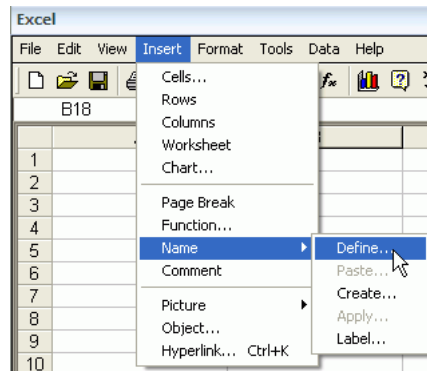 Excel
File Edit View Insert Format Tools Data Help
B18
Cells...
Rows
Columns
Worksheet
Chart...
Page Break
Function...
Name
Comment
Picture
Object...
Hyperlink... Ctrl+K
Define...
Paste...
Create...
Apply...
Label...
fx
1
2
3
4
5
6
7
8
9
10